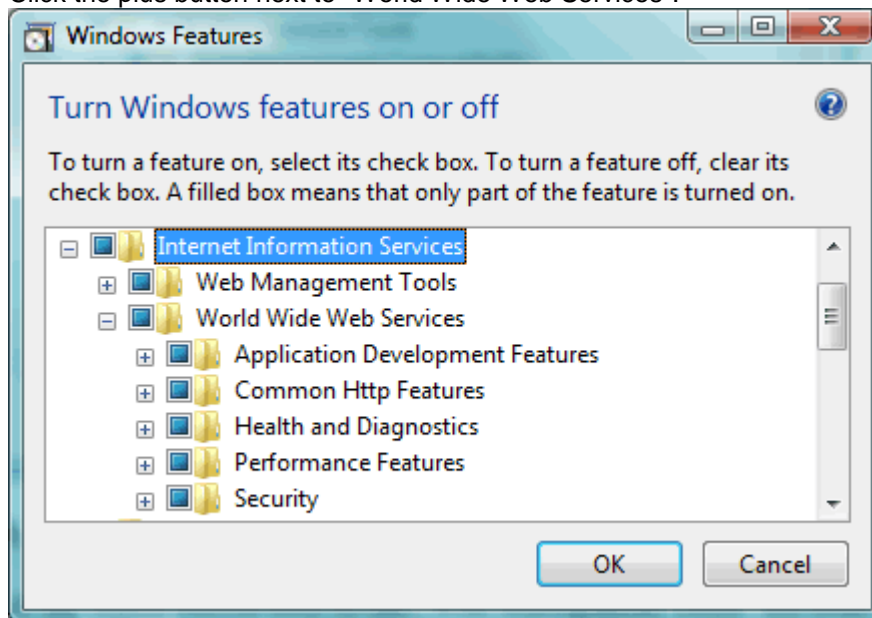 Click the plus button next to "World Wide Web Services".
Windows Features
Turn Windows features on or off
To turn a feature on, select its check box. To turn a feature off, clear its
check box. A filled box means that only part of the feature is turned on.
Internet Information Services
Web Management Tools
World Wide Web Services
Application Development Features
Common Http Features
Health and Diagnostics
Performance Features
Security
OK
Cancel